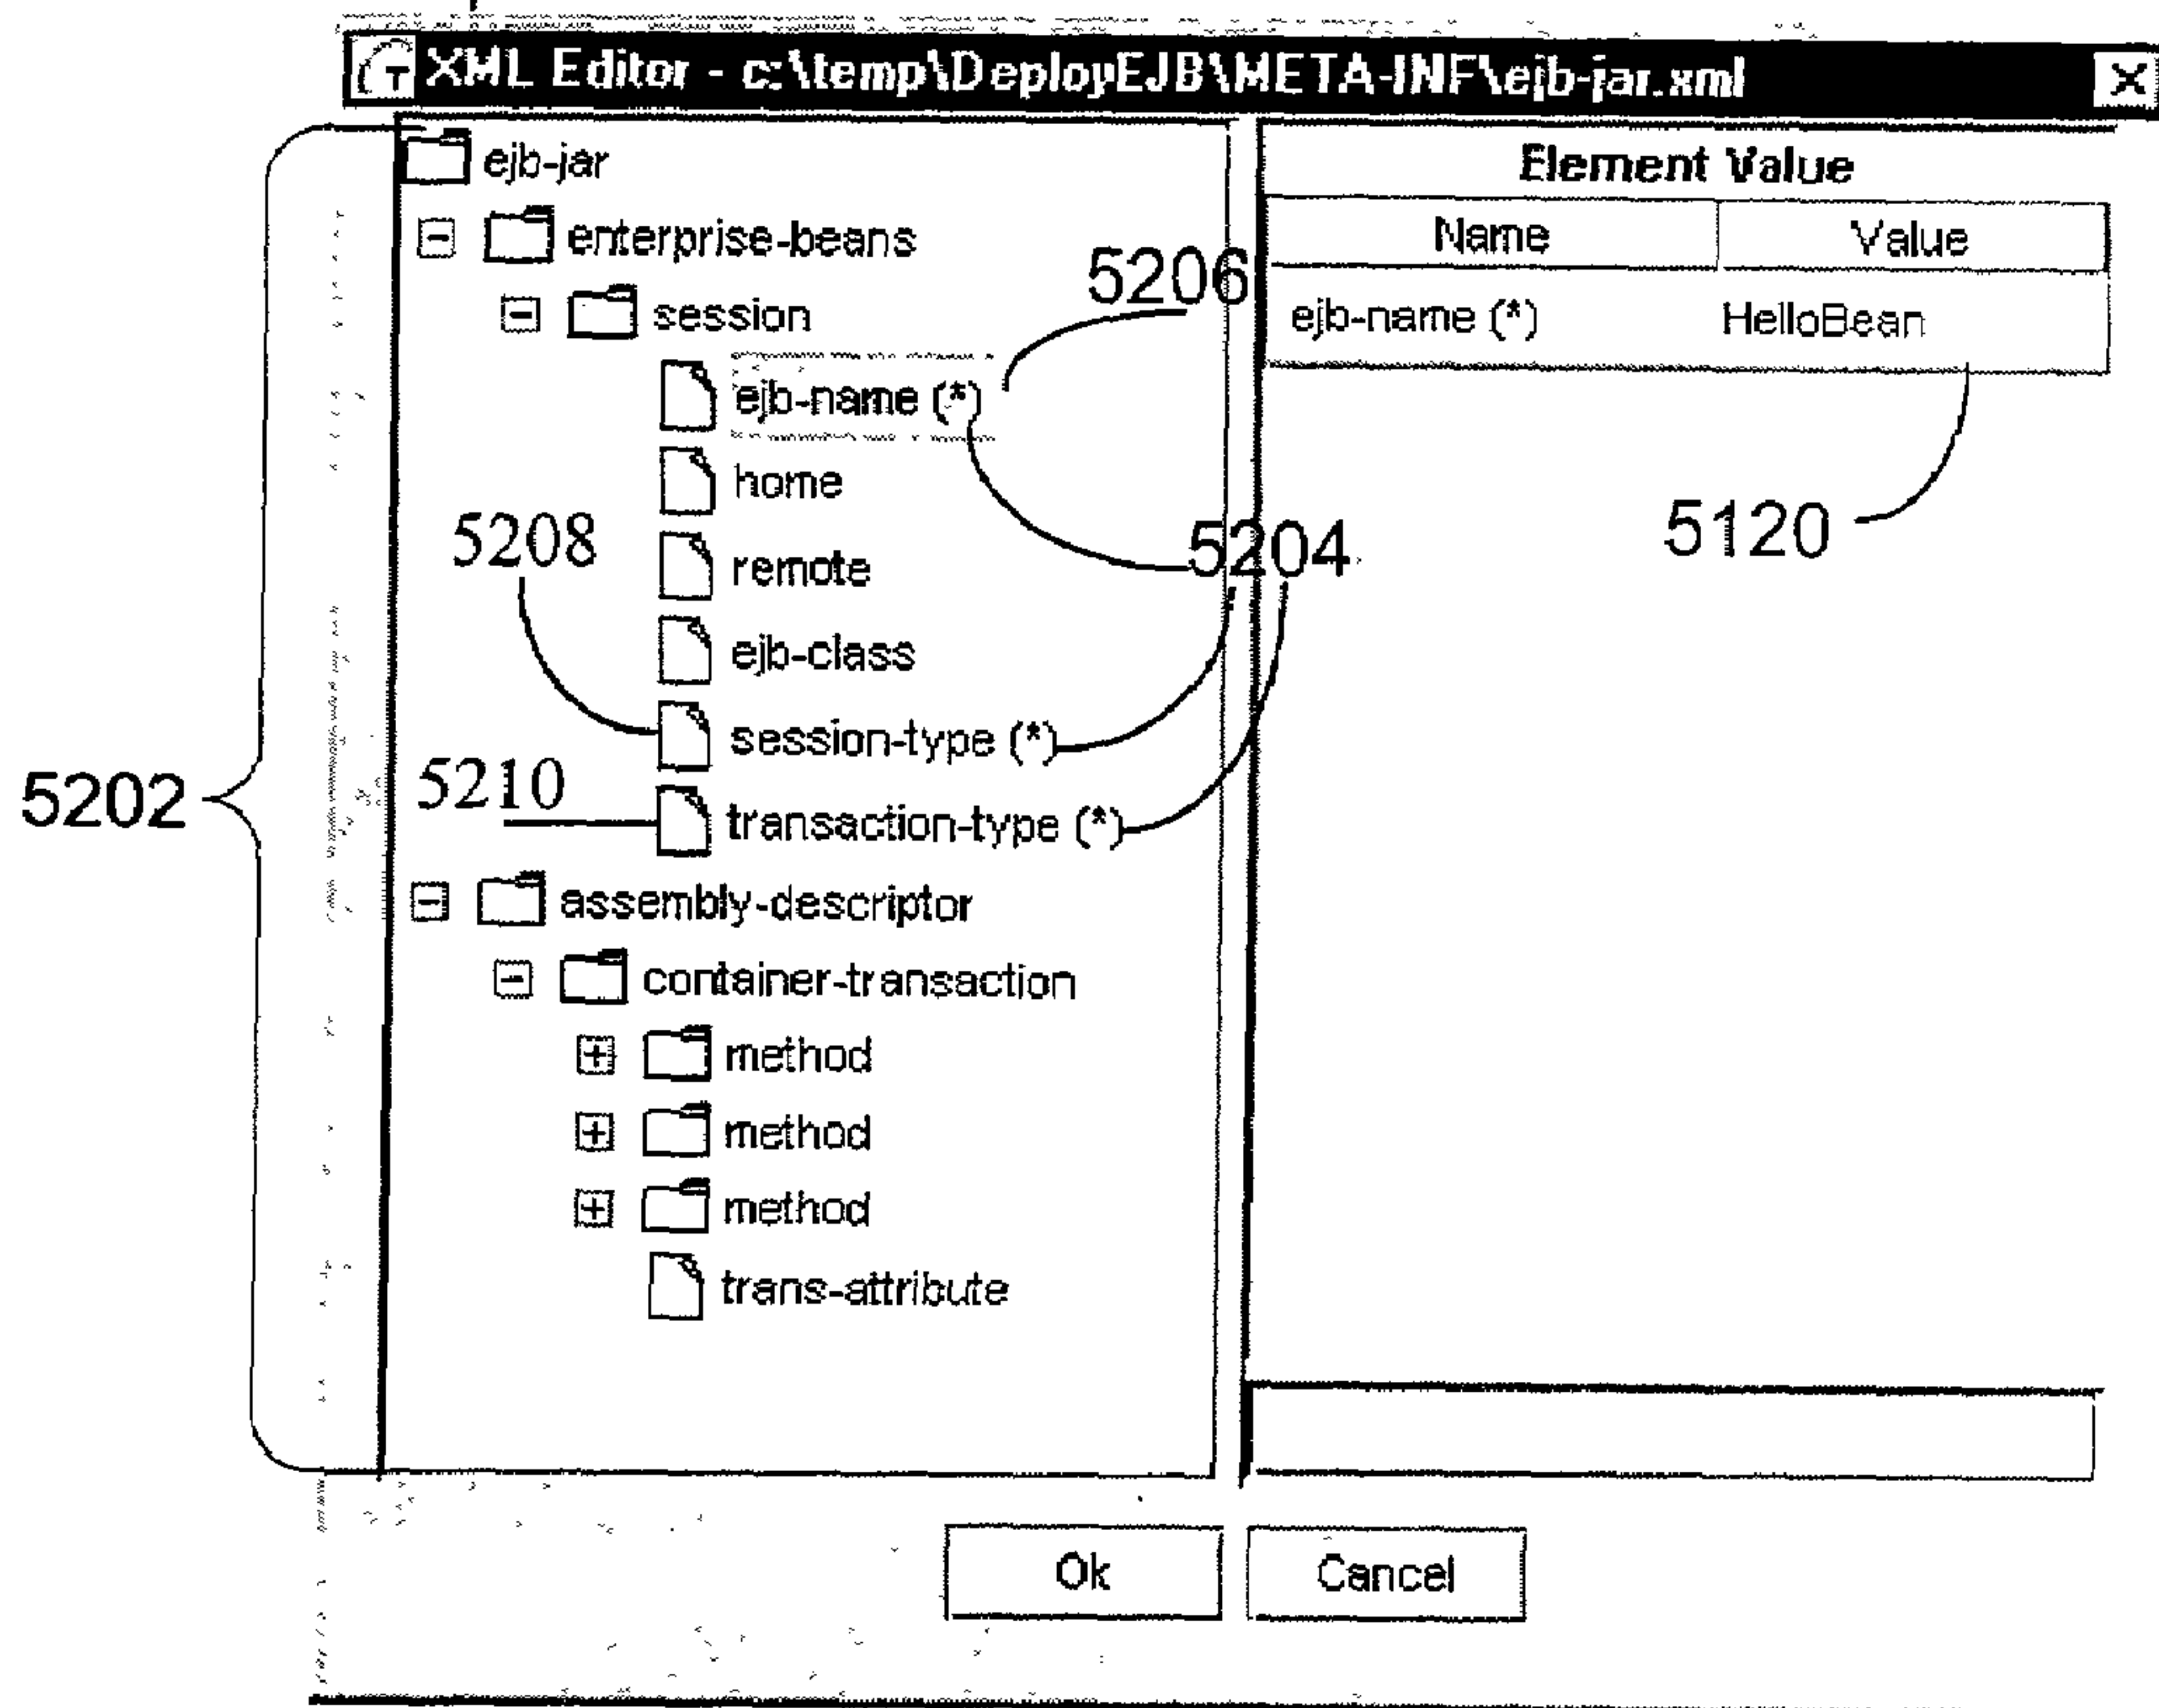 XML Editor - c:\temp\DeployEJB\META-INF\ejb-jar.xml
ejb-jar
enterprise-beans
session
ejb-name (*)
home
remote
ejb-class
session-type (*)
transaction-type (*)
assembly-descriptor
container-transaction
method
method
method
trans-attribute
Element Value
Name Value
ejb-name (*) HelloBean
5206
5208
5204
5120
5202
5210
Ok Cancel